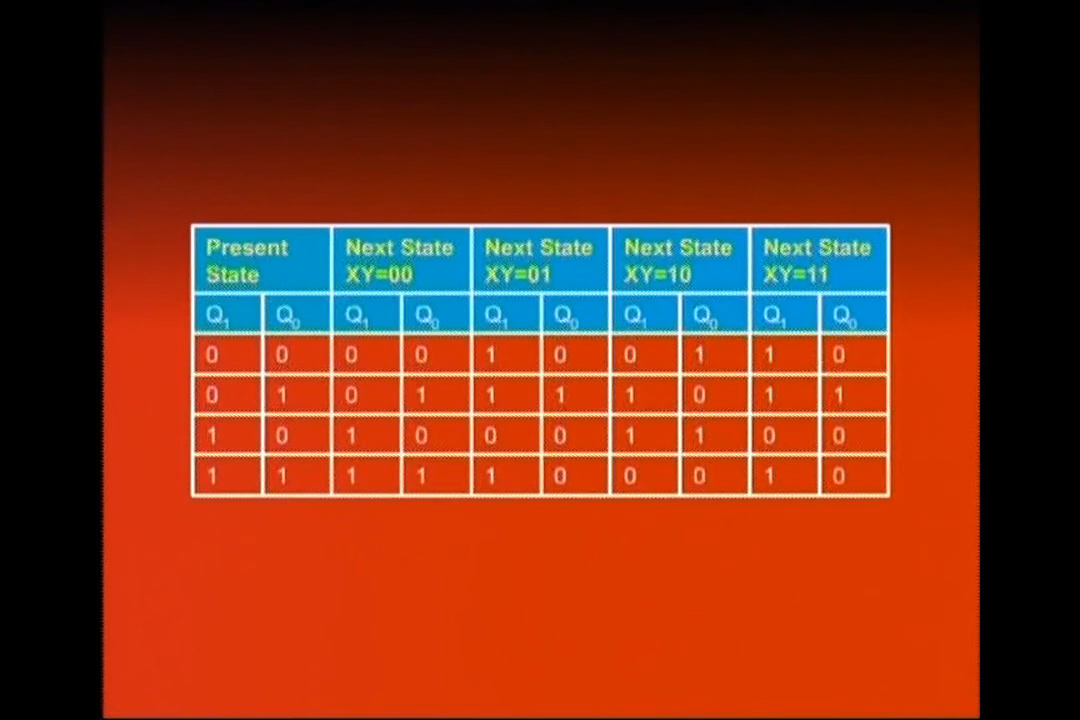 Present State Next State XY=00 Next State XY=01 Next State XY=10 Next State XY=11
Q1 Q0 Q1 Q0 Q1 Q0 Q1 Q0 Q1 Q0
0 0 0 0 1 0 0 1 1 0
0 1 0 1 1 1 1 0 1 1
1 0 1 0 0 0 1 1 0 0
1 1 1 1 1 0 0 0 1 0